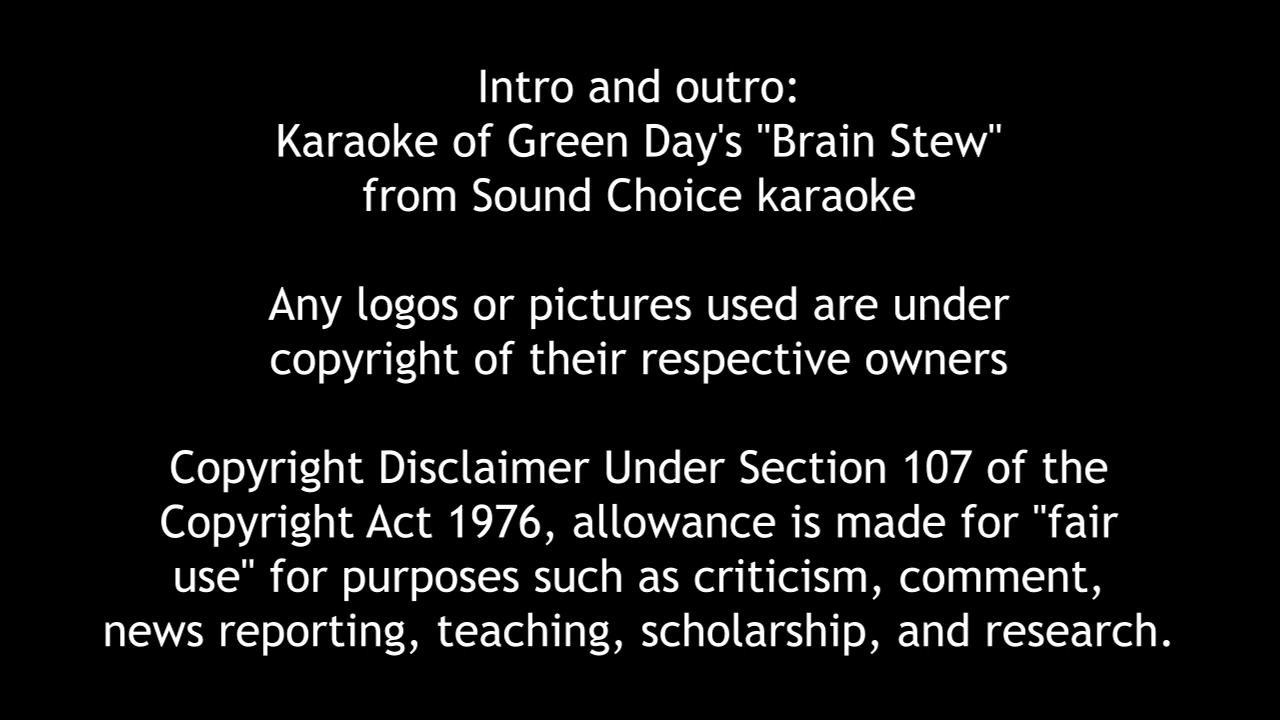 Intro and outro:
Karaoke of Green Day's "Brain Stew"
from Sound Choice karaoke
Any logos or pictures used are under
copyright of their respective owners
Copyright Disclaimer Under Section 107 of the
Copyright Act 1976, allowance is made for "fair
use" for purposes such as criticism, comment,
news reporting, teaching, scholarship, and research.